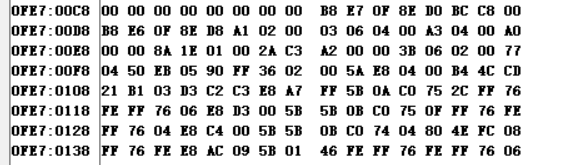 0FE7:00C8 00 00 00 00 00 00 00 00 B8 E7 0F 8E D0 BC C8 00
0FE7:00D8 B8 E6 0F 8E D8 A1 02 00 03 06 04 00 A3 04 00 A0
0FE7:00E8 00 00 8A 1E 01 00 2A C3 A2 00 00 3B 06 02 00 77
0FE7:00F8 04 50 EB 05 90 FF 36 02 00 5A E8 04 00 B4 4C CD
0FE7:0108 21 B1 03 D3 C2 C3 E8 A7 FF 5B 0A C0 75 2C FF 76
0FE7:0118 FE FF 76 06 E8 D3 00 5B 5B 0B C0 75 0F FF 76 FE
0FE7:0128 FF 76 04 E8 C4 00 5B 5B 0B C0 74 04 80 4E FC 08
0FE7:0138 FF 76 FE E8 AC 09 5B 01 46 FE FF 76 FE FF 76 06